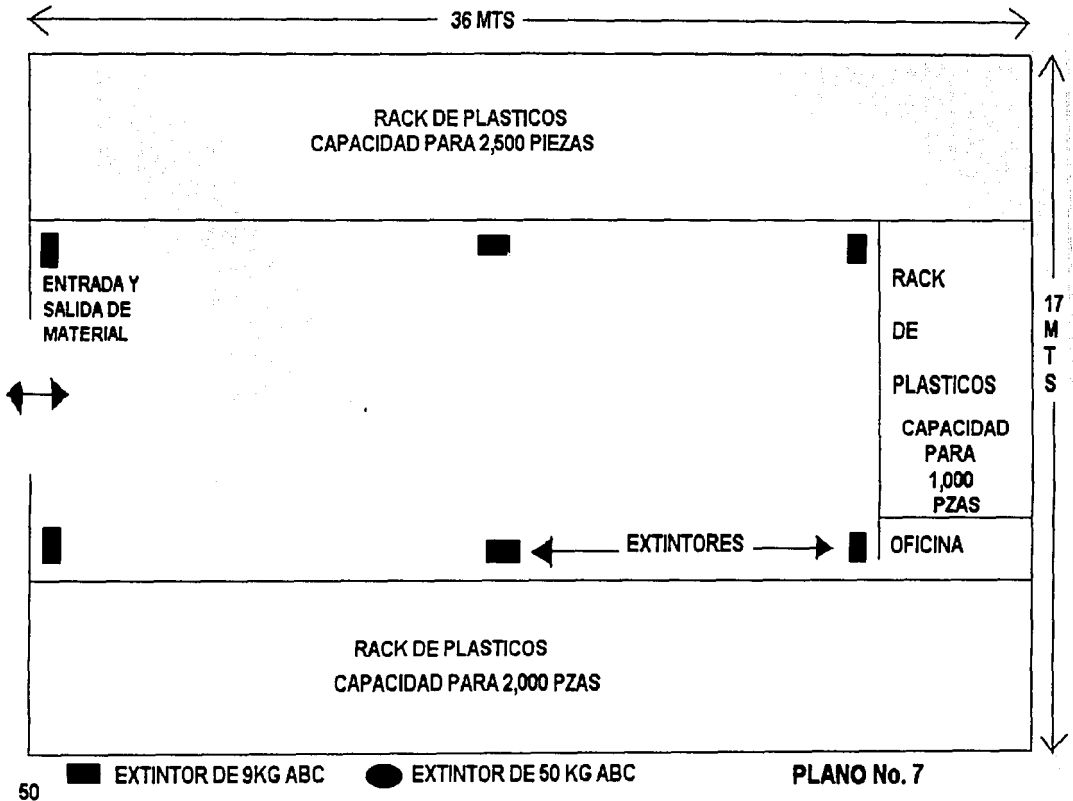 36 MTS
RACK DE PLASTICOS
CAPACIDAD PARA 2,500 PIEZAS
ENTRADA Y
SALIDA DE
MATERIAL
RACK
DE
PLASTICOS
CAPACIDAD
PARA
1,000
PZAS
17
M
T
S
EXTINTORES
OFICINA
RACK DE PLASTICOS
CAPACIDAD PARA 2,000 PZAS
EXTINTOR DE 9KG ABC
EXTINTOR DE 50 KG ABC
PLANO No. 7
50